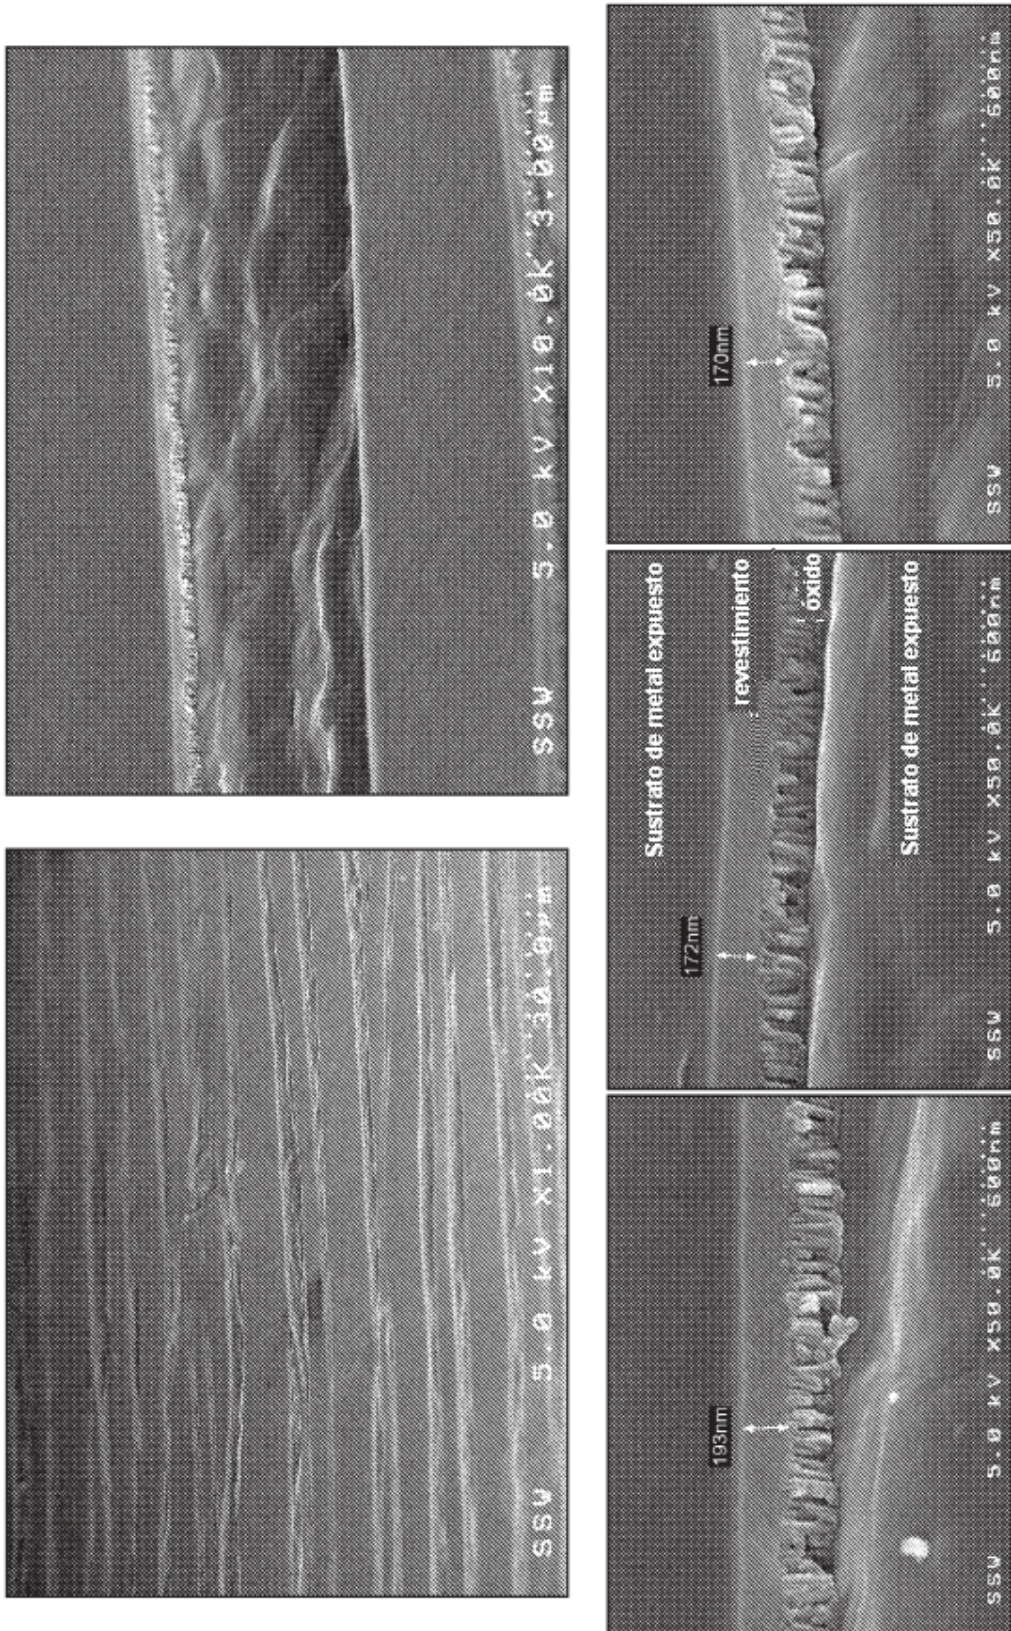 SSW 5.0 kV X1.00K 30.0µm
SSW 5.0 kV X10.0K 3.00µm
193nm
SSW 5.0 kV X50.0K 600nm
Sustrato de metal expuesto
172nm
revestimiento
óxido
Sustrato de metal expuesto
SSW 5.0 kV X50.0K 600nm
170nm
SSW 5.0 kV X50.0K 600nm